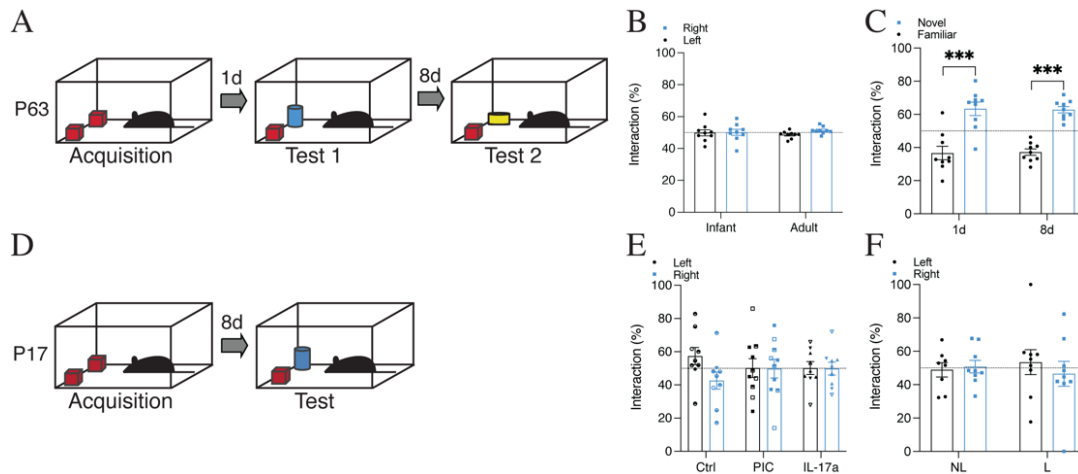 A
P63
1d
8d
Acquisition
Test 1
Test 2
B
Right
Left
Interaction (%)
100
80
60
40
20
0
Infant
Adult
C
Novel
Familiar
Interaction (%)
100
80
60
40
20
0
***
***
1d
8d
D
P17
8d
Acquisition
Test
E
Left
Right
Interaction (%)
100
80
60
40
20
0
Ctrl
PIC
IL-17a
F
Left
Right
Interaction (%)
100
80
60
40
20
0
NL
L